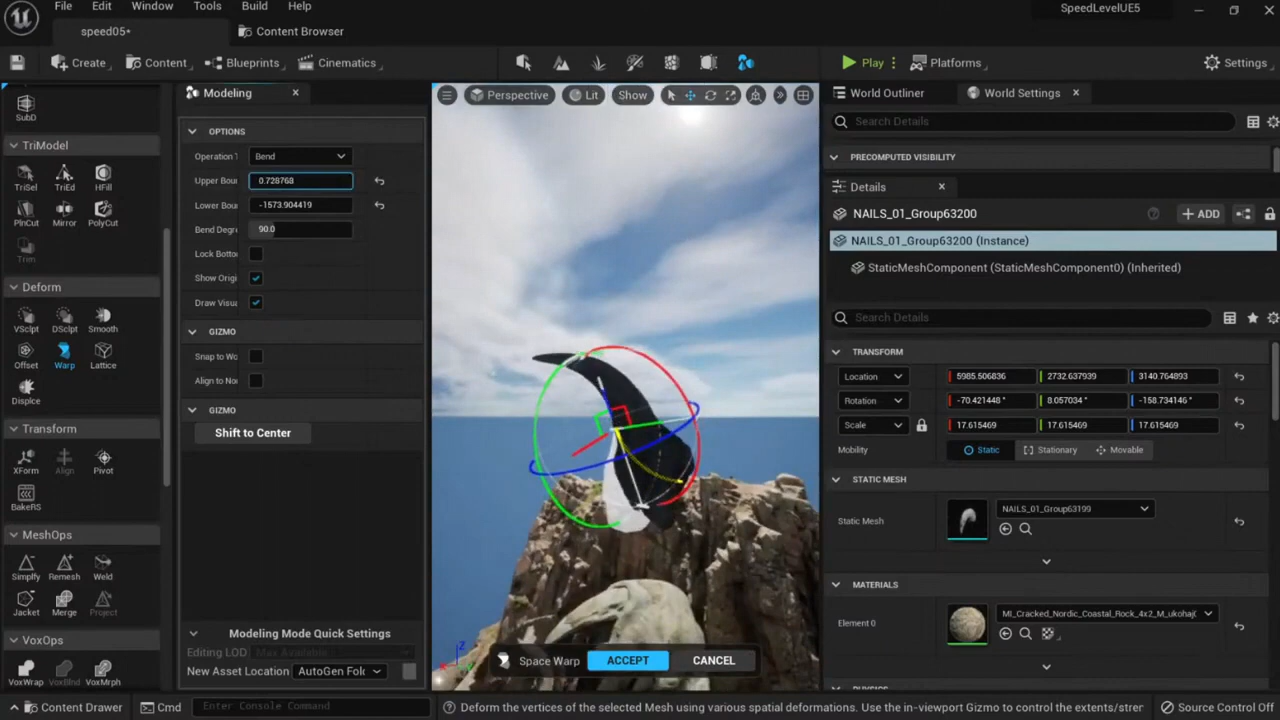 File Edit Window Tools Build Help
SpeedLevelUE5
speed05*
Content Browser
Create
Content
Blueprints
Cinematics
Play
Platforms
Settings
SubD
TriModel
TriSel TriEd HFill
PlnCut Mirror PolyCut
Trim
Deform
VSclpt DSclpt Smooth
Offset Warp Lattice
Displce
Transform
XForm Align Pivot
BakeRS
MeshOps
Simplfy Remesh Weld
Jacket Merge Project
VoxOps
VoxWrap VoxBlnd VoxMrph
Modeling
OPTIONS
Operation T Bend
Upper Bou 0.728768
Lower Bou -1573.904419
Bend Degre 90.0
Lock Botto
Show Origi
Draw Visua
GIZMO
Snap to Wo
Align to No
GIZMO
Shift to Center
Modeling Mode Quick Settings
Editing LOD Max Available
New Asset Location AutoGen Fol
Perspective Lit Show
Z
Space Warp ACCEPT CANCEL
World Outliner World Settings
Search Details
PRECOMPUTED VISIBILITY
Details
NAILS_01_Group63200
ADD
NAILS_01_Group63200 (Instance)
StaticMeshComponent (StaticMeshComponent0) (Inherited)
Search Details
TRANSFORM
Location 5985.506836 2732.637939 3140.764893
Rotation -70.421448 ° 8.057034 ° -158.734146 °
Scale 17.615469 17.615469 17.615469
Mobility Static Stationary Movable
STATIC MESH
Static Mesh NAILS_01_Group63199
MATERIALS
Element 0 MI_Cracked_Nordic_Coastal_Rock_4x2_M_ukohaj
Content Drawer Cmd Enter Console Command
Deform the vertices of the selected Mesh using various spatial deformations. Use the in-viewport Gizmo to control the extents/stren
Source Control Off